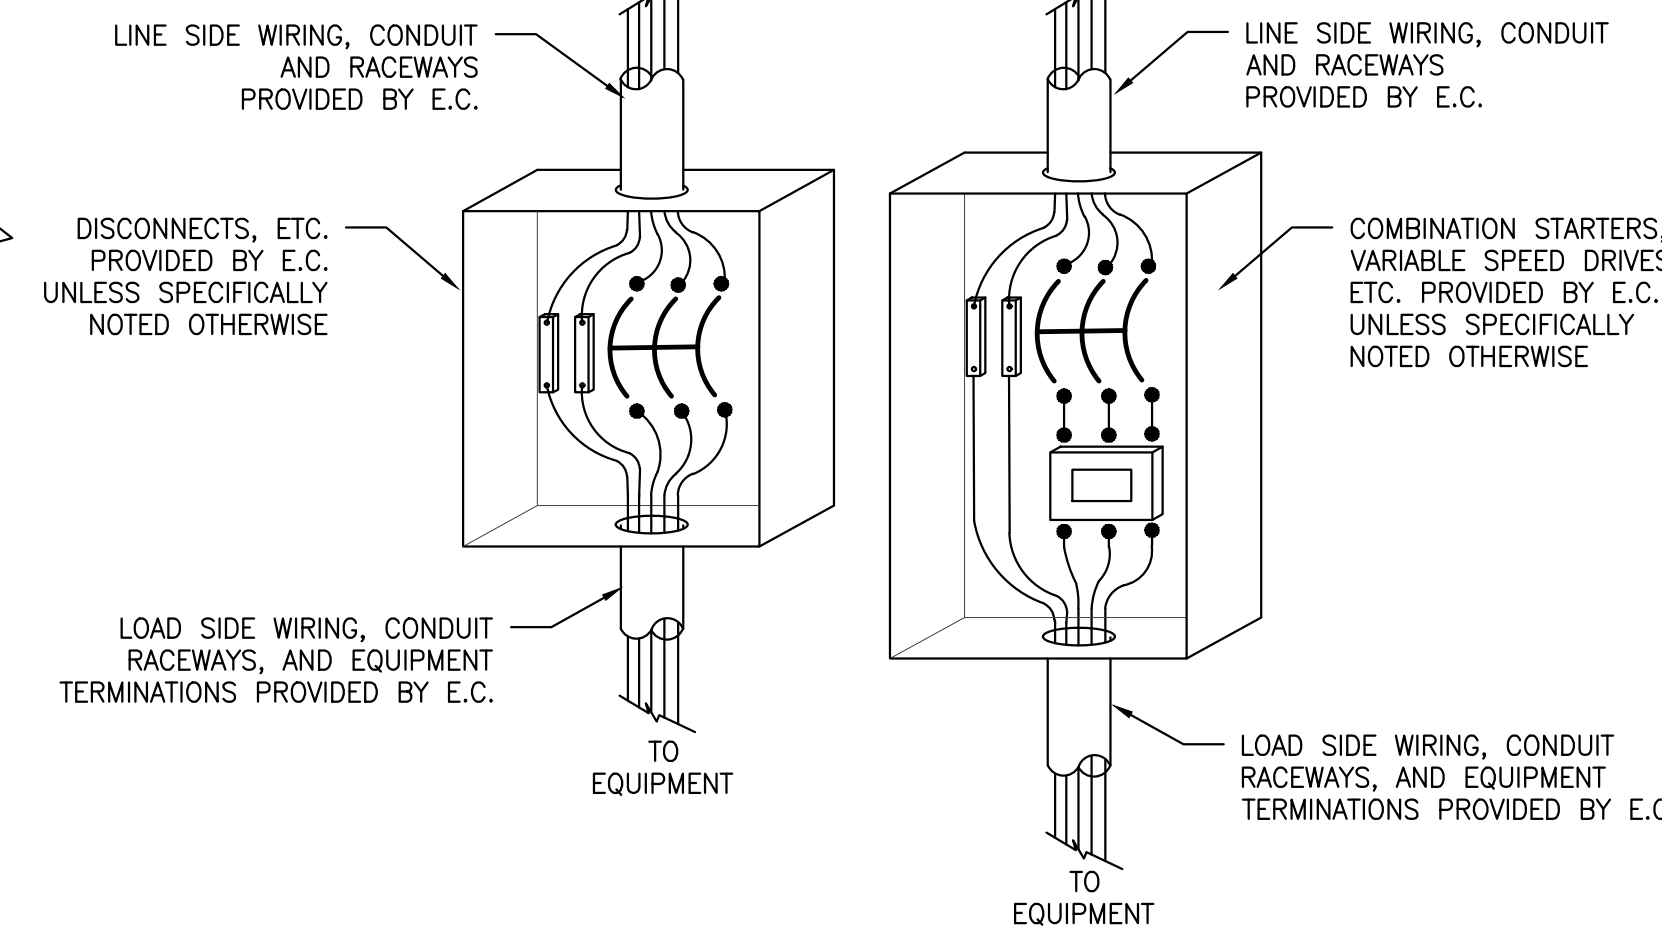 LINE SIDE WIRING, CONDUIT
AND RACEWAYS
PROVIDED BY E.C.
DISCONNECTS, ETC.
PROVIDED BY E.C.
UNLESS SPECIFICALLY
NOTED OTHERWISE
LOAD SIDE WIRING, CONDUIT
RACEWAYS, AND EQUIPMENT
TERMINATIONS PROVIDED BY E.C.
TO
EQUIPMENT
LINE SIDE WIRING, CONDUIT
AND RACEWAYS
PROVIDED BY E.C.
COMBINATION STARTERS,
VARIABLE SPEED DRIVES
ETC. PROVIDED BY E.C.
UNLESS SPECIFICALLY
NOTED OTHERWISE
LOAD SIDE WIRING, CONDUIT
RACEWAYS, AND EQUIPMENT
TERMINATIONS PROVIDED BY E.C
TO
EQUIPMENT